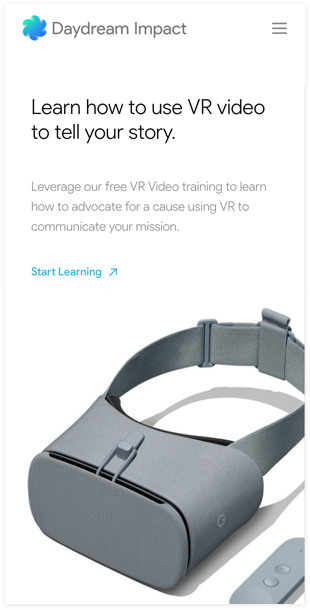 Daydream Impact
Learn how to use VR video
to tell your story.
Leverage our free VR Video training to learn
how to advocate for a cause using VR to
communicate your mission.
Start Learning
G